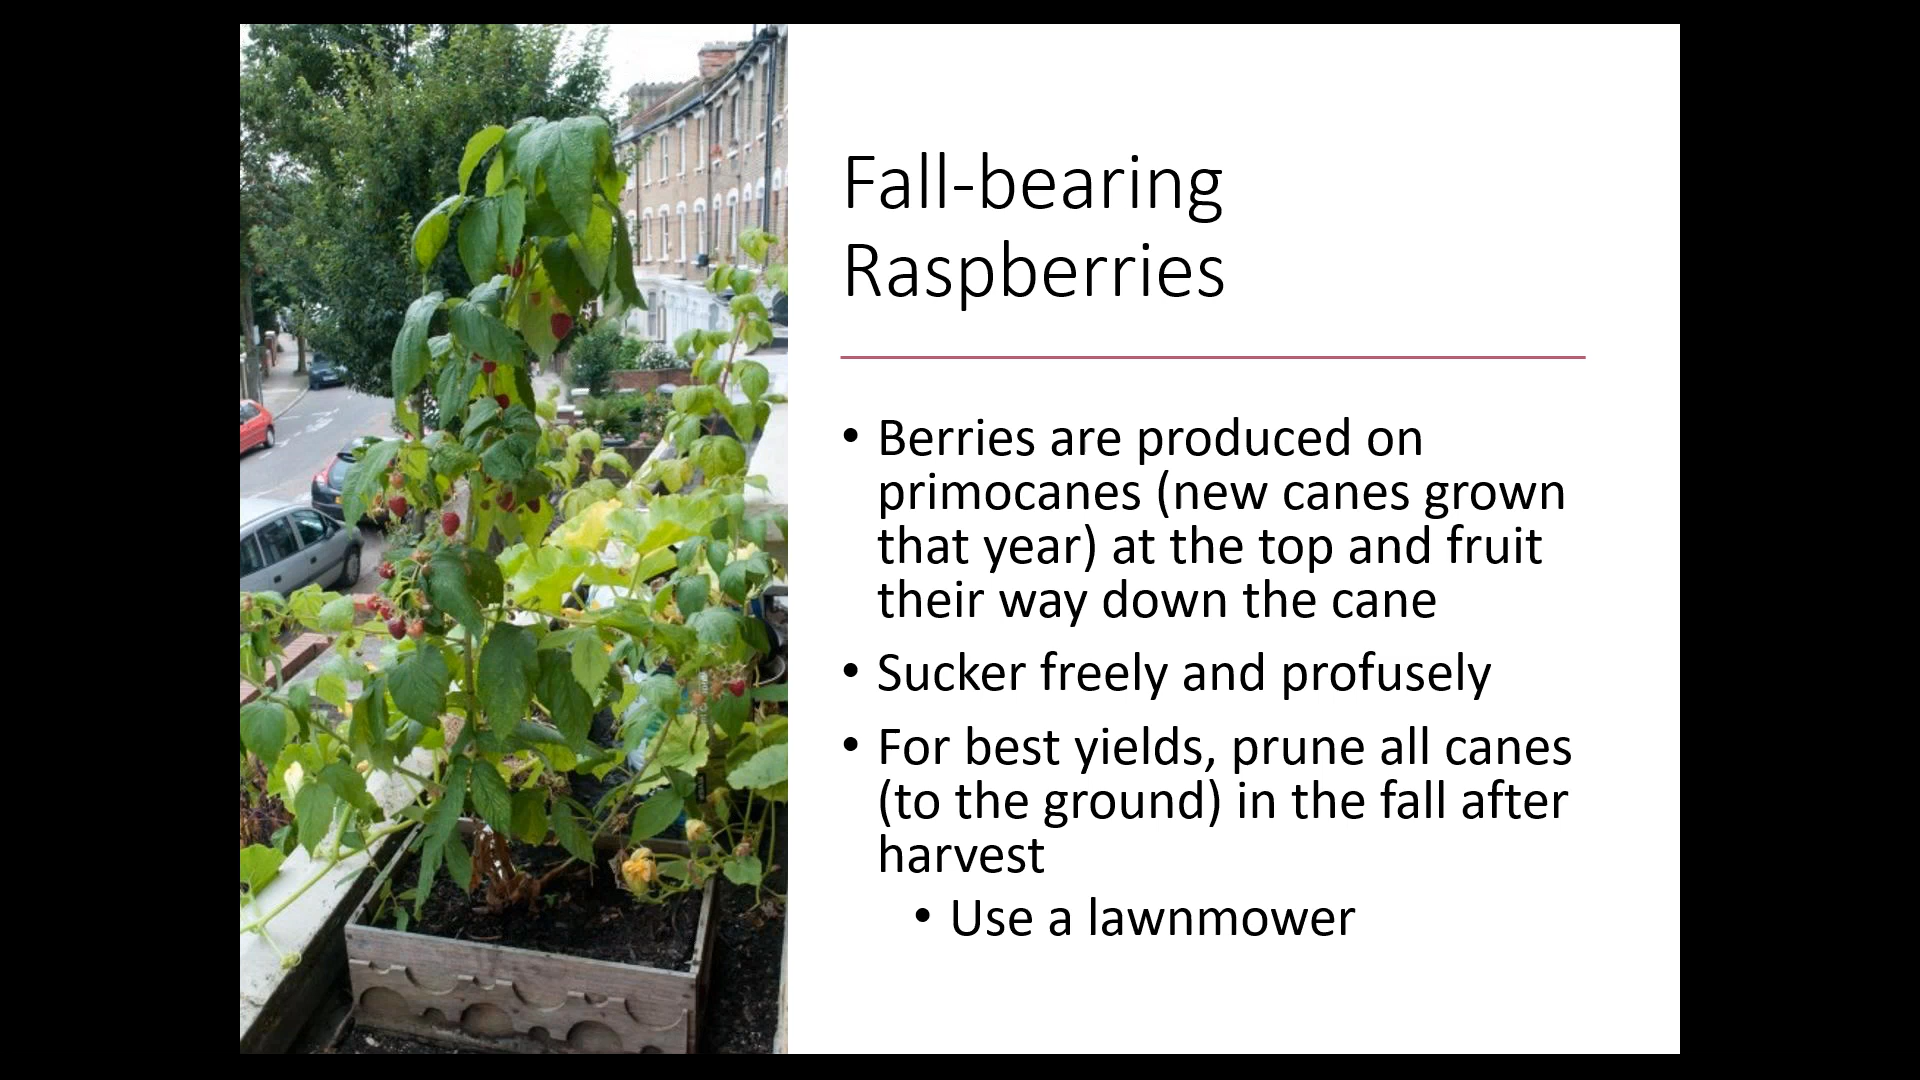 Fall-bearing
Raspberries
• Berries are produced on
primocanes (new canes grown
that year) at the top and fruit
their way down the cane
• Sucker freely and profusely
• For best yields, prune all canes
(to the ground) in the fall after
harvest
• Use a lawnmower